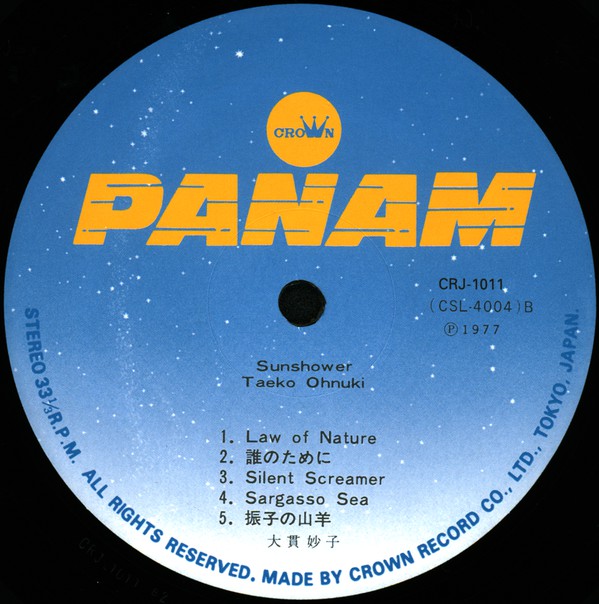 CROWN
PANAM
CRJ-1011
(CSL-4004) B
Ⓟ 1977
Sunshower
Taeko Ohnuki
1. Law of Nature
2. 誰のために
3. Silent Screamer
4. Sargasso Sea
5. 振子の山羊
大貫妙子
STEREO 33⅓ R.P.M. ALL RIGHTS RESERVED. MADE BY CROWN RECORD CO., LTD., TOKYO, JAPAN.